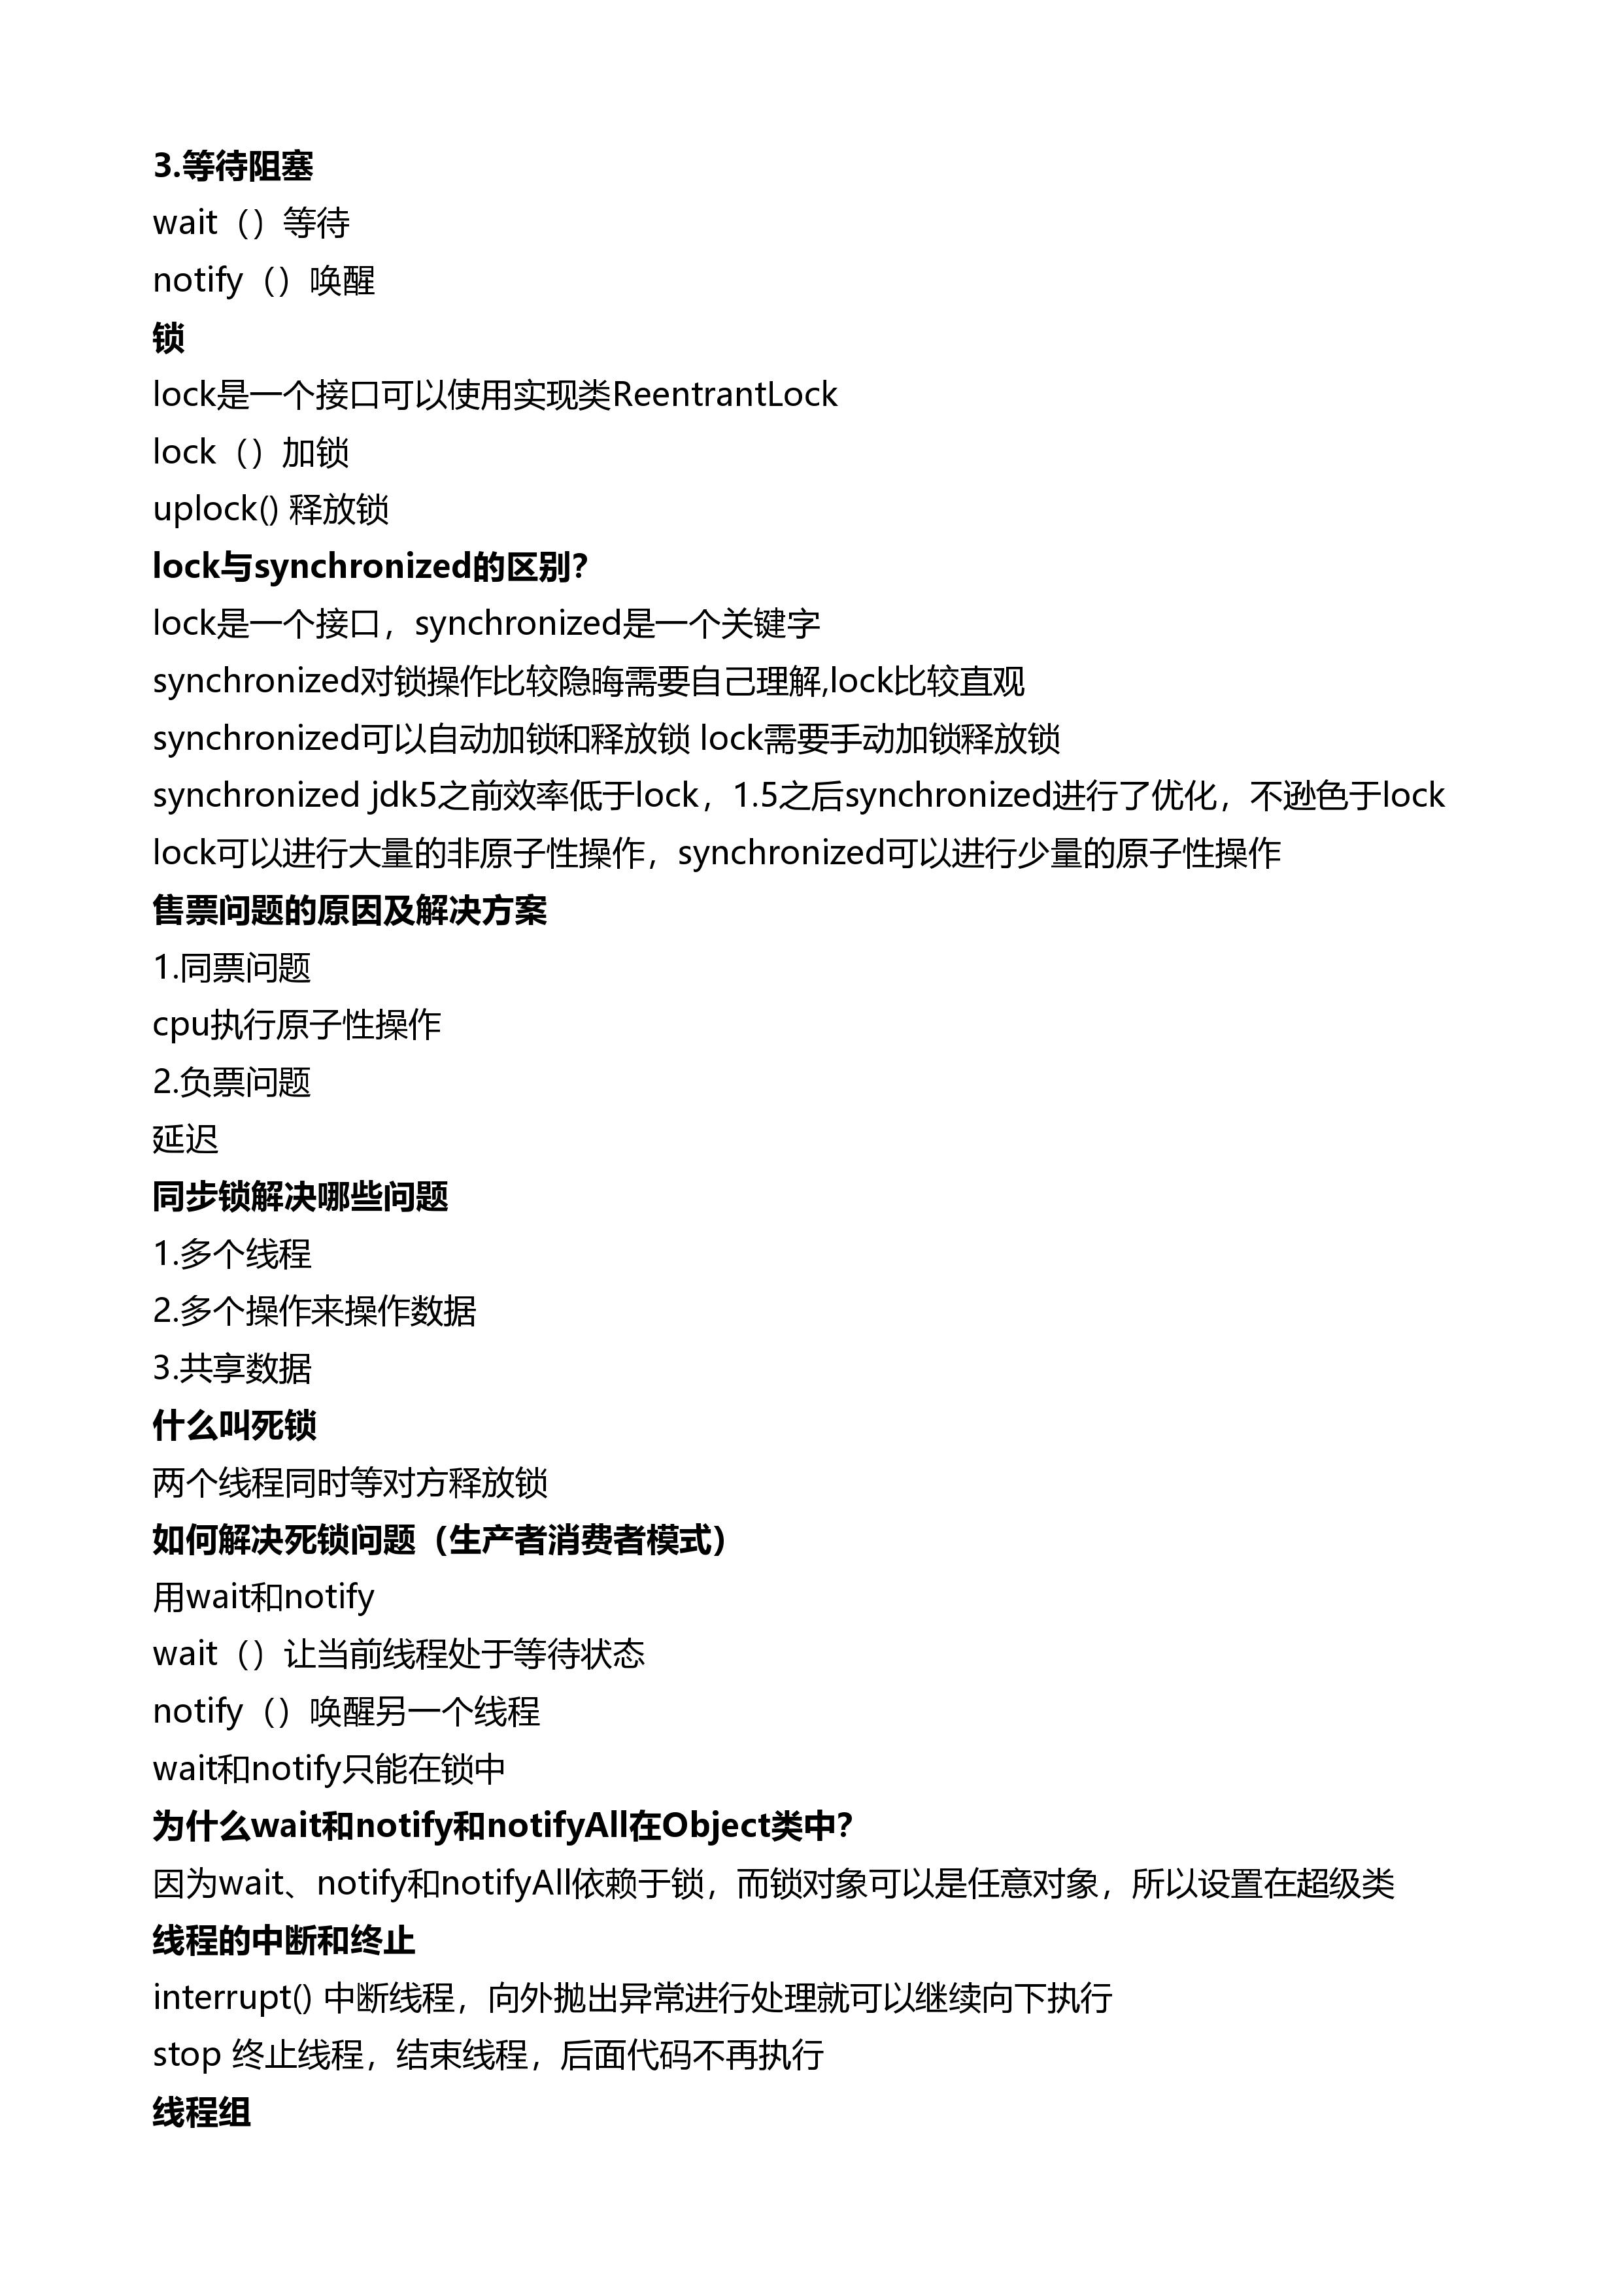 3.等待阻塞
wait（）等待
notify（）唤醒
锁
lock是一个接口可以使用实现类ReentrantLock
lock（）加锁
uplock() 释放锁
lock与synchronized的区别？
lock是一个接口，synchronized是一个关键字
synchronized对锁操作比较隐晦需要自己理解,lock比较直观
synchronized可以自动加锁和释放锁 lock需要手动加锁释放锁
synchronized jdk5之前效率低于lock，1.5之后synchronized进行了优化，不逊色于lock
lock可以进行大量的非原子性操作，synchronized可以进行少量的原子性操作
售票问题的原因及解决方案
1.同票问题
cpu执行原子性操作
2.负票问题
延迟
同步锁解决哪些问题
1.多个线程
2.多个操作来操作数据
3.共享数据
什么叫死锁
两个线程同时等对方释放锁
如何解决死锁问题（生产者消费者模式）
用wait和notify
wait（）让当前线程处于等待状态
notify（）唤醒另一个线程
wait和notify只能在锁中
为什么wait和notify和notifyAll在Object类中？
因为wait、notify和notifyAll依赖于锁，而锁对象可以是任意对象，所以设置在超级类
线程的中断和终止
interrupt() 中断线程，向外抛出异常进行处理就可以继续向下执行
stop 终止线程，结束线程，后面代码不再执行
线程组